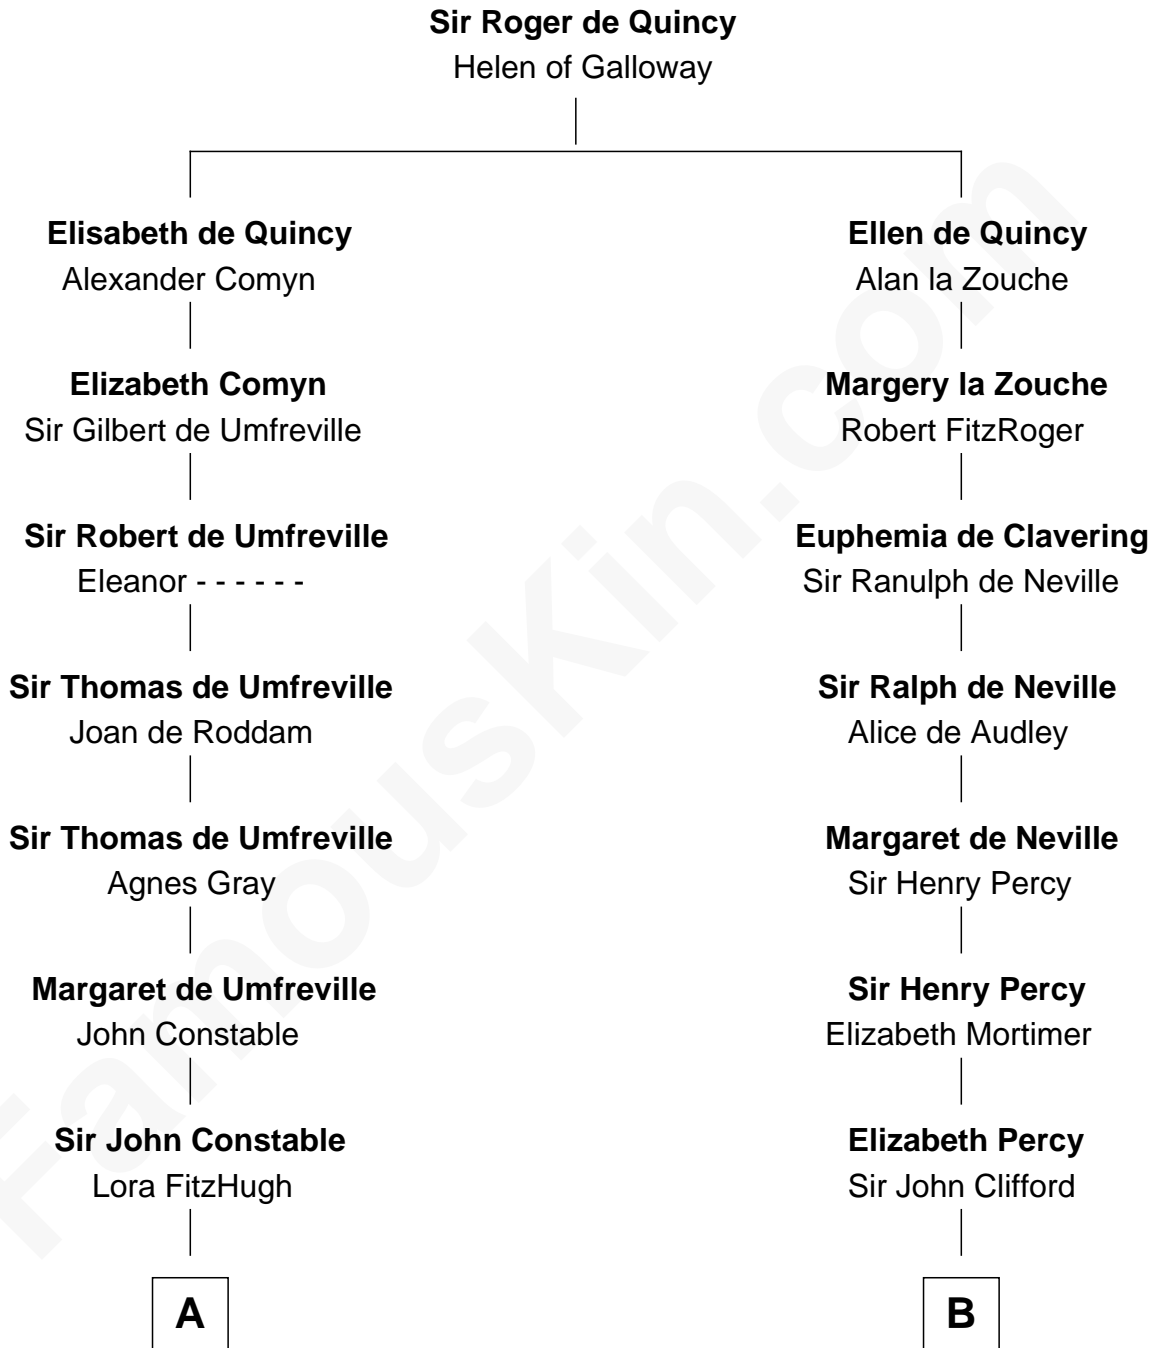 Sir Roger de Quincy
Helen of Galloway
Elisabeth de Quincy
Alexander Comyn
Elizabeth Comyn
Sir Gilbert de Umfreville
Sir Robert de Umfreville
Eleanor - - - - - -
Sir Thomas de Umfreville
Joan de Roddam
Sir Thomas de Umfreville
Agnes Gray
Margaret de Umfreville
John Constable
Sir John Constable
Lora FitzHugh
A
Ellen de Quincy
Alan la Zouche
Margery la Zouche
Robert FitzRoger
Euphemia de Clavering
Sir Ranulph de Neville
Sir Ralph de Neville
Alice de Audley
Margaret de Neville
Sir Henry Percy
Sir Henry Percy
Elizabeth Mortimer
Elizabeth Percy
Sir John Clifford
B
FamousKin.com